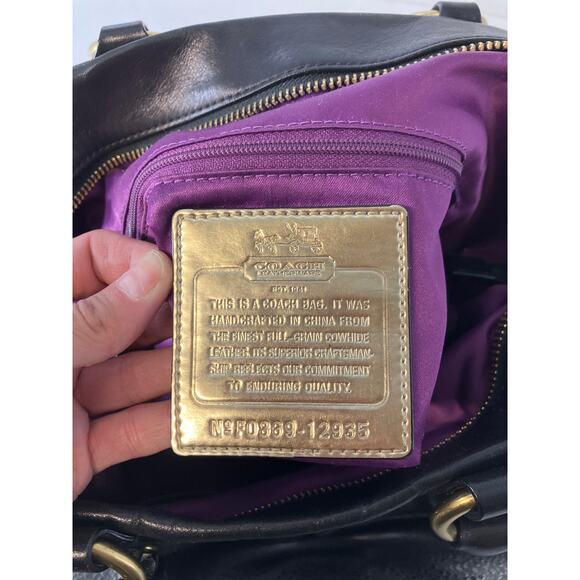 COACH
LEATHERWARE
EST. 1941
THIS IS A COACH BAG. IT WAS
HANDCRAFTED IN CHINA FROM
THE FINEST FULL-GRAIN COWHIDE
LEATHER. ITS SUPERIOR CRAFTSMAN-
SHIP REFLECTS OUR COMMITMENT
TO ENDURING QUALITY.
Nº F0869-12935